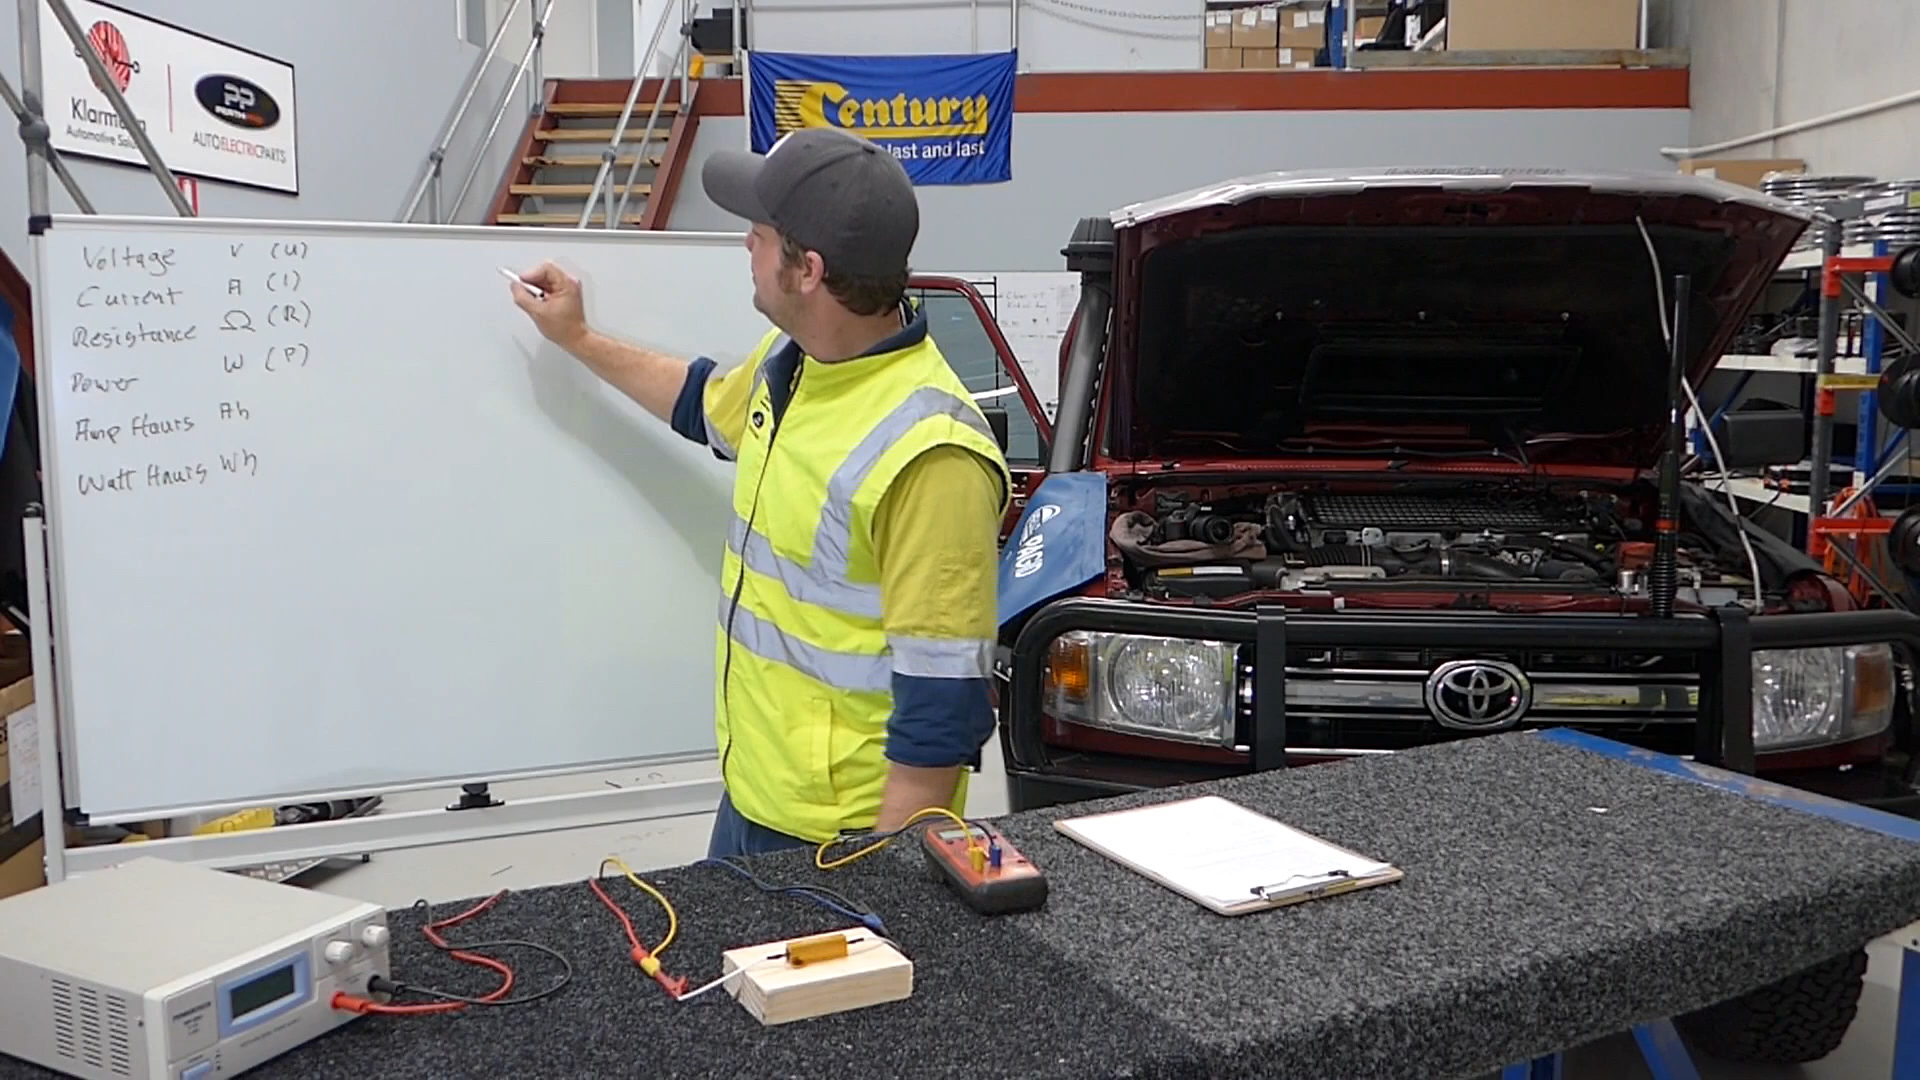 Klarmann
Automotive Solu
PP
AUTOELECTRICPARTS
Century
last and last
Voltage V (U)
Current A (I)
Resistance Ω (R)
Power W (P)
Amp Hours Ah
Watt Hours Wh